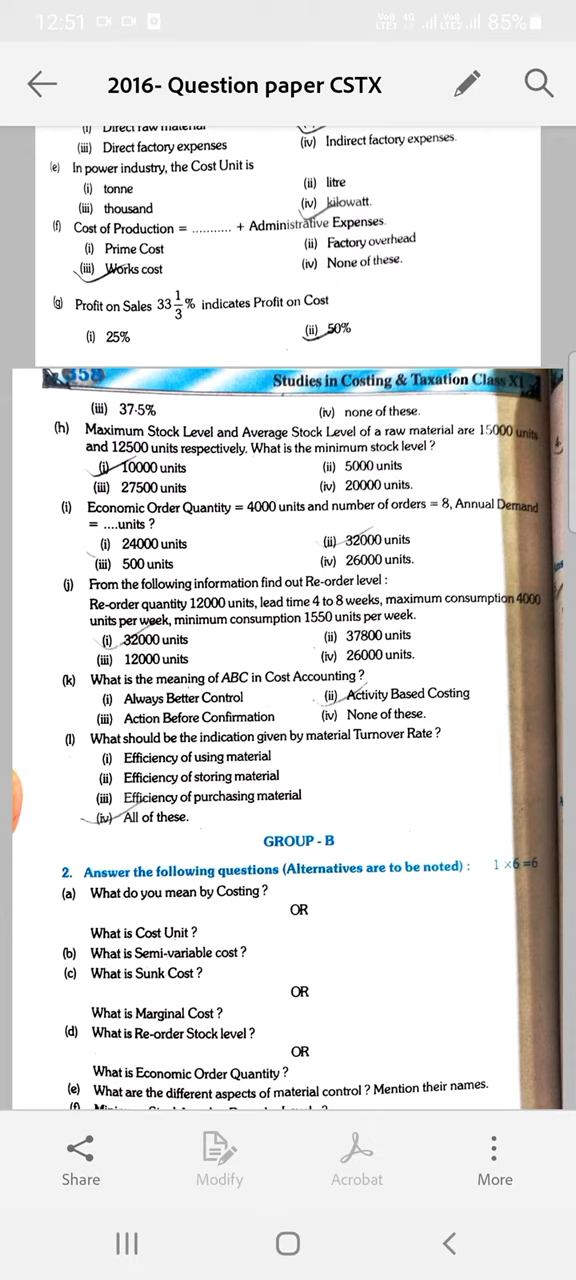 12:51
85%
2016- Question paper CSTX
(iii) Direct factory expenses (iv) Indirect factory expenses.
(e) In power industry, the Cost Unit is
(i) tonne (ii) litre
(iii) thousand (iv) kilowatt.
(f) Cost of Production = .......... + Administrative Expenses.
(i) Prime Cost (ii) Factory overhead
(iii) Works cost (iv) None of these.
(g) Profit on Sales 33 1/3% indicates Profit on Cost
(i) 25% (ii) 50%
358 Studies in Costing & Taxation Class XI
(iii) 37·5% (iv) none of these.
(h) Maximum Stock Level and Average Stock Level of a raw material are 15000 units
and 12500 units respectively. What is the minimum stock level ?
(i) 10000 units (ii) 5000 units
(iii) 27500 units (iv) 20000 units.
(i) Economic Order Quantity = 4000 units and number of orders = 8, Annual Demand
= ....units ?
(i) 24000 units (ii) 32000 units
(iii) 500 units (iv) 26000 units.
(j) From the following information find out Re-order level :
Re-order quantity 12000 units, lead time 4 to 8 weeks, maximum consumption 4000
units per week, minimum consumption 1550 units per week.
(i) 32000 units (ii) 37800 units
(iii) 12000 units (iv) 26000 units.
(k) What is the meaning of ABC in Cost Accounting ?
(i) Always Better Control (ii) Activity Based Costing
(iii) Action Before Confirmation (iv) None of these.
(l) What should be the indication given by material Turnover Rate ?
(i) Efficiency of using material
(ii) Efficiency of storing material
(iii) Efficiency of purchasing material
(iv) All of these.
GROUP - B
2. Answer the following questions (Alternatives are to be noted) : 1 ×6 =6
(a) What do you mean by Costing ?
OR
What is Cost Unit ?
(b) What is Semi-variable cost ?
(c) What is Sunk Cost ?
OR
What is Marginal Cost ?
(d) What is Re-order Stock level ?
OR
What is Economic Order Quantity ?
(e) What are the different aspects of material control ? Mention their names.
Share Modify Acrobat More